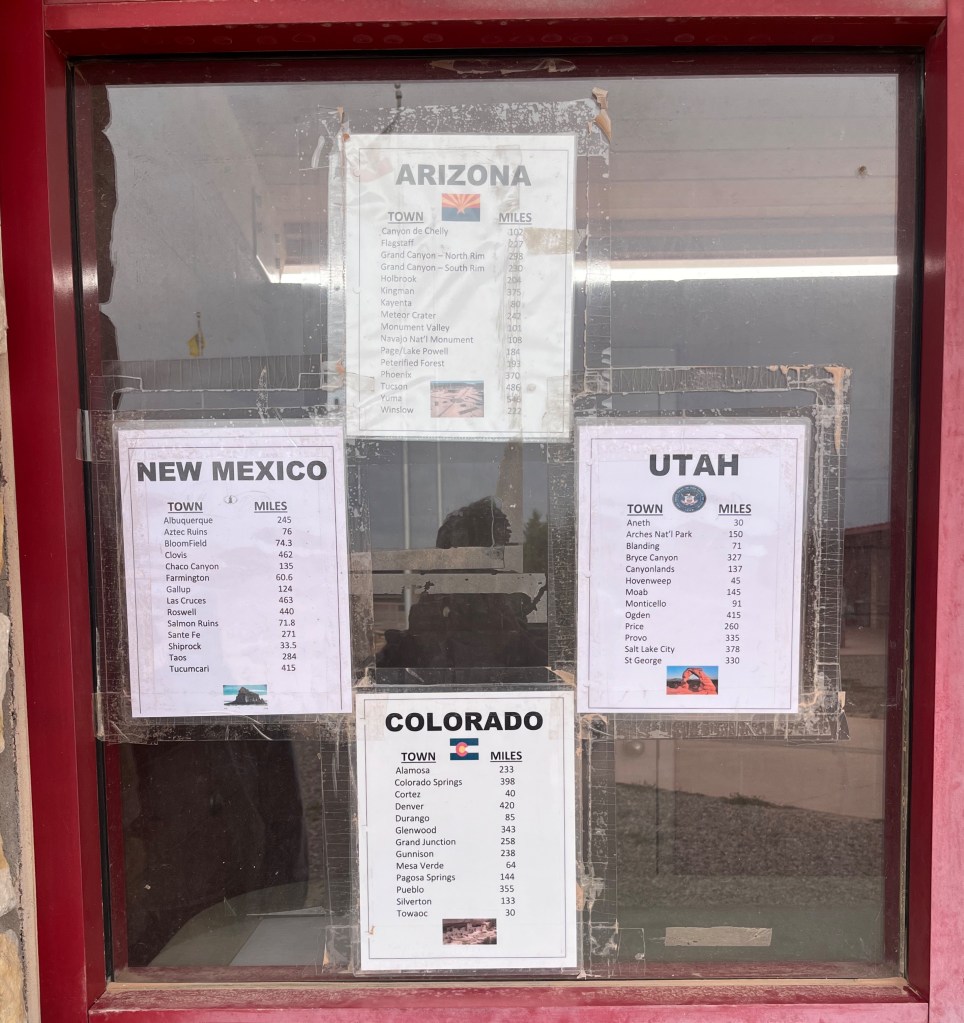 ARIZONA
TOWN MILES
Canyon de Chelly 102
Flagstaff 227
Grand Canyon – North Rim 298
Grand Canyon – South Rim 230
Holbrook 204
Kingman 375
Kayenta
Meteor Crater 242
Monument Valley 101
Navajo Nat'l Monument 108
Page/Lake Powell 184
Peterified Forest 193
Phoenix 370
Tucson 486
Yuma
Winslow 232
NEW MEXICO
TOWN MILES
Albuquerque 245
Aztec Ruins 76
BloomField 74.3
Clovis 462
Chaco Canyon 135
Farmington 60.6
Gallup 124
Las Cruces 463
Roswell 440
Salmon Ruins 71.8
Sante Fe 271
Shiprock 33.5
Taos 284
Tucumcari 415
UTAH
TOWN MILES
Aneth 30
Arches Nat'l Park 150
Blanding 71
Bryce Canyon 327
Canyonlands 137
Hovenweep 45
Moab 145
Monticello 91
Ogden 415
Price 260
Provo 335
Salt Lake City 378
St George 330
COLORADO
TOWN MILES
Alamosa 233
Colorado Springs 398
Cortez 40
Denver 420
Durango 85
Glenwood 343
Grand Junction 258
Gunnison 238
Mesa Verde 64
Pagosa Springs 144
Pueblo 355
Silverton 133
Towaoc 30